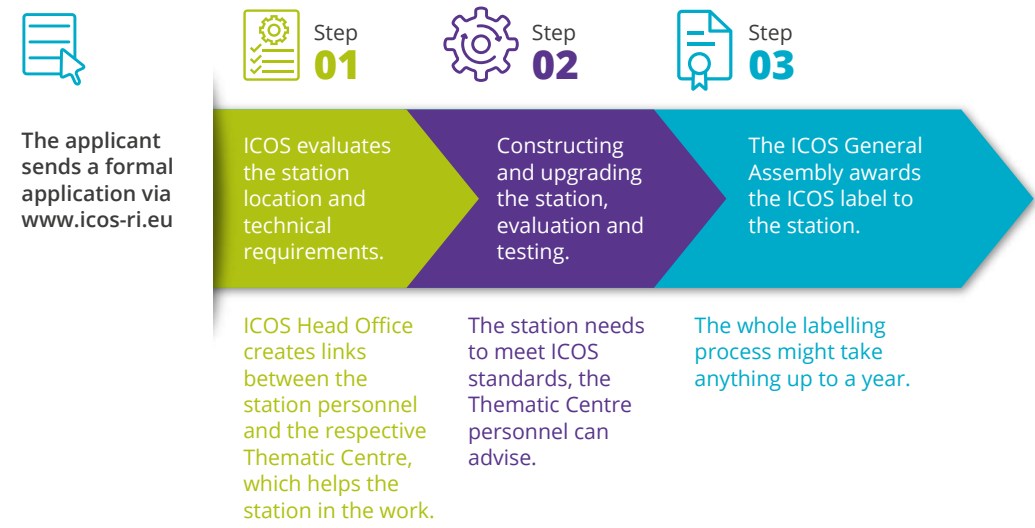 The applicant
sends a formal
application via
www.icos-ri.eu
Step
01
ICOS evaluates
the station
location and
technical
requirements.
ICOS Head Office
creates links
between the
station personnel
and the respective
Thematic Centre,
which helps the
station in the work.
Step
02
Constructing
and upgrading
the station,
evaluation and
testing.
The station needs
to meet ICOS
standards, the
Thematic Centre
personnel can
advise.
Step
03
The ICOS General
Assembly awards
the ICOS label to
the station.
The whole labelling
process might take
anything up to a year.